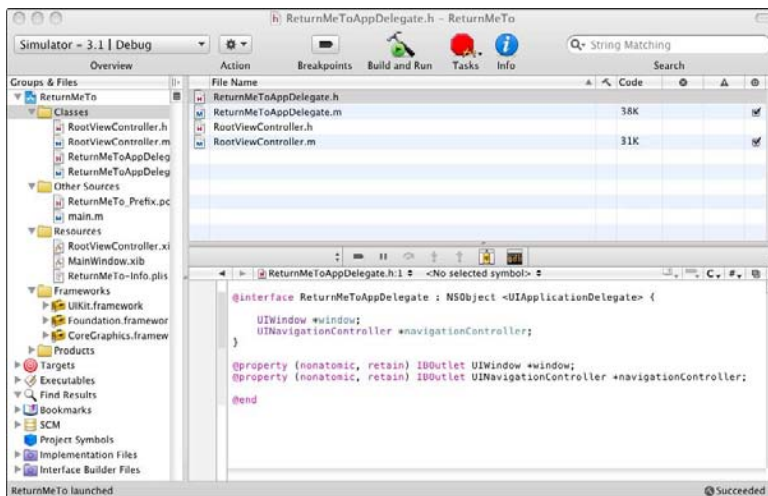 ReturnMeToAppDelegate.h - ReturnMeTo
Simulator - 3.1 | Debug
String Matching
Overview Action Breakpoints Build and Run Tasks Info Search
Groups & Files
ReturnMeTo
Classes
RootViewController.h
RootViewController.m
ReturnMeToAppDeleg
ReturnMeToAppDeleg
Other Sources
ReturnMeTo_Prefix.pc
main.m
Resources
RootViewController.xi
MainWindow.xib
ReturnMeTo-Info.plis
Frameworks
UIKit.framework
Foundation.framewor
CoreGraphics.framew
Products
Targets
Executables
Find Results
Bookmarks
SCM
Project Symbols
Implementation Files
Interface Builder Files
File Name Code
ReturnMeToAppDelegate.h
ReturnMeToAppDelegate.m 38K
RootViewController.h
RootViewController.m 31K
ReturnMeToAppDelegate.h:1 <No selected symbol> C, #,
@interface ReturnMeToAppDelegate : NSObject <UIApplicationDelegate> {
UIWindow *window;
UINavigationController *navigationController;
}
@property (nonatomic, retain) IBOutlet UIWindow *window;
@property (nonatomic, retain) IBOutlet UINavigationController *navigationController;
@end
ReturnMeTo launched
Succeeded